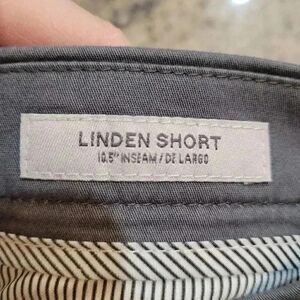 LINDEN SHORT
10.5" INSEAM / DE LARGO